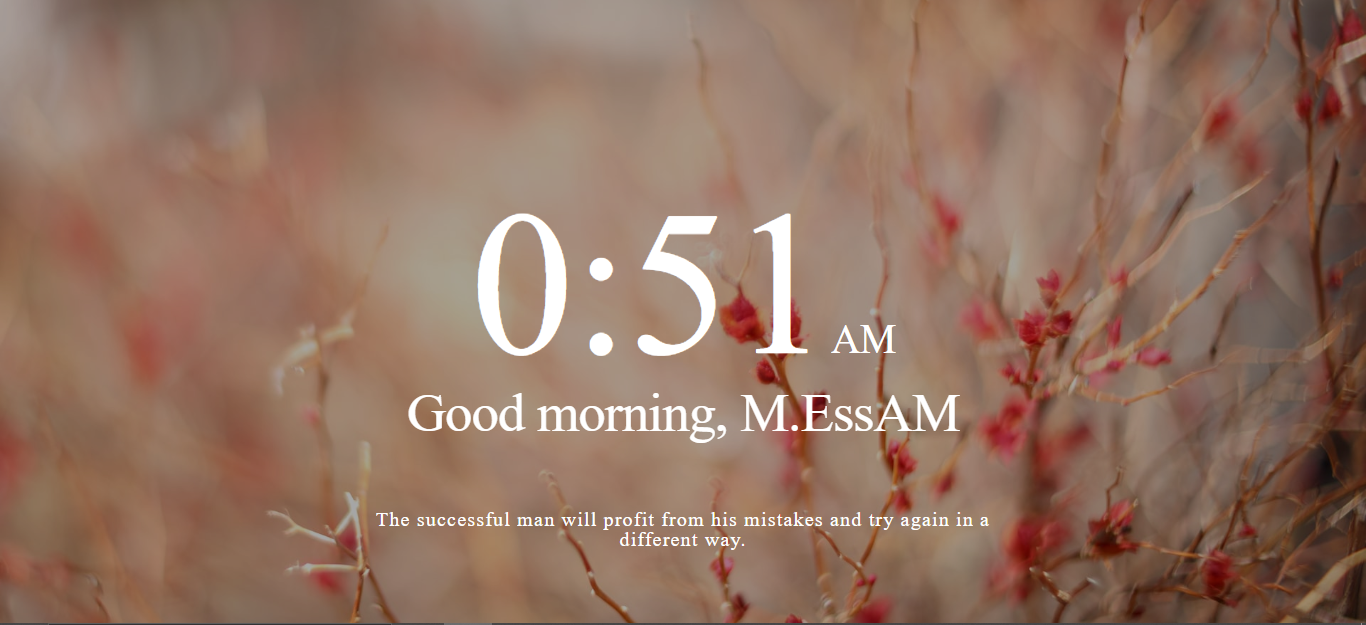 0:51 AM
Good morning, M.EssAM
The successful man will profit from his mistakes and try again in a
different way.